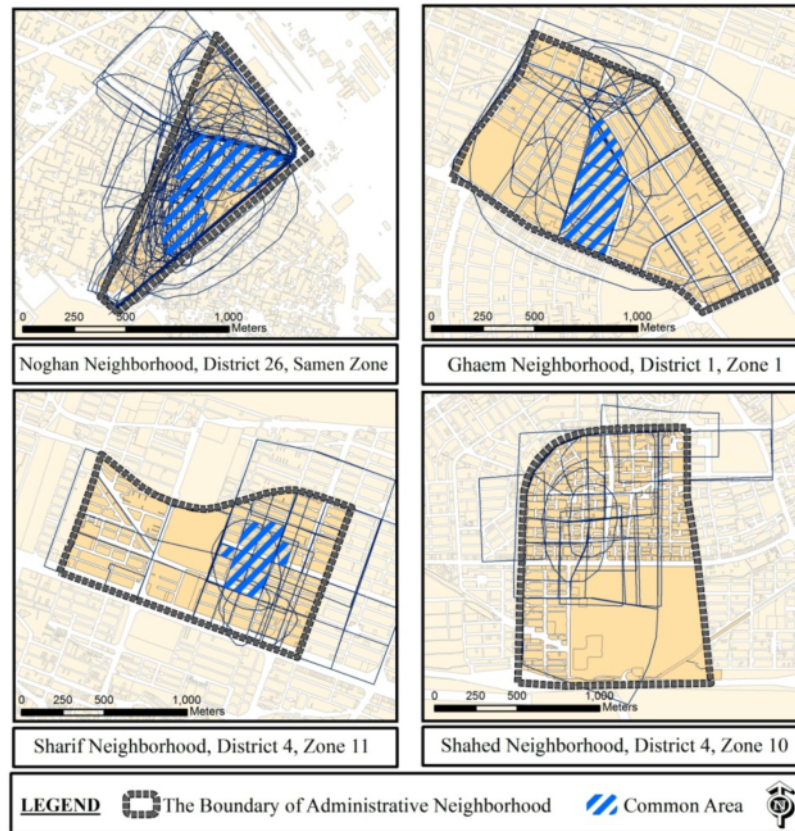 0 250 500 1,000
Meters
Noghan Neighborhood, District 26, Samen Zone
0 250 500 1,000
Meters
Ghaem Neighborhood, District 1, Zone 1
0 250 500 1,000
Meters
Sharif Neighborhood, District 4, Zone 11
0 250 500 1,000
Meters
Shahed Neighborhood, District 4, Zone 10
LEGEND The Boundary of Administrative Neighborhood Common Area N